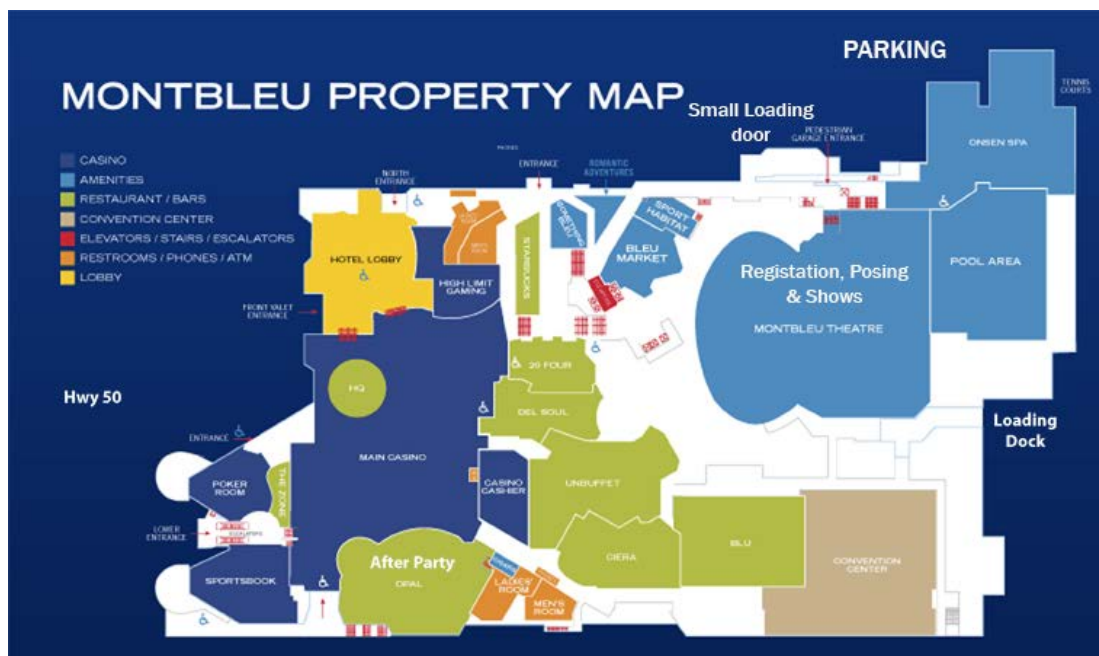 PARKING
MONTBLEU PROPERTY MAP
Small Loading
door
PEDESTRIAN
GARAGE ENTRANCE
TENNIS
COURTS
ONSEN SPA
CASINO
AMENITIES
RESTAURANT / BARS
CONVENTION CENTER
ELEVATORS / STAIRS / ESCALATORS
RESTROOMS / PHONES / ATM
LOBBY
NORTH
ENTRANCE
ENTRANCE
ROMANTIC
ADVENTURES
SPORT
HABITAT
SOMETHING
BLEU
BLEU
MARKET
STARBUCKS
HOTEL LOBBY
HIGH LIMIT
GAMING
POOL AREA
Registation, Posing
& Shows
MONTBLEU THEATRE
FRONT VALET
ENTRANCE
HQ
29 FOUR
DEL SOUL
Hwy 50
Loading
Dock
ENTRANCE
MAIN CASINO
POKER
ROOM
THE ZONE
CASINO
CASHIER
UNBUFFET
LOWER
ENTRANCE
ESCALATORS
BLU
CIERA
CONVENTION
CENTER
SPORTSBOOK
After Party
OPAL
LADIES'
ROOM
MEN'S
ROOM